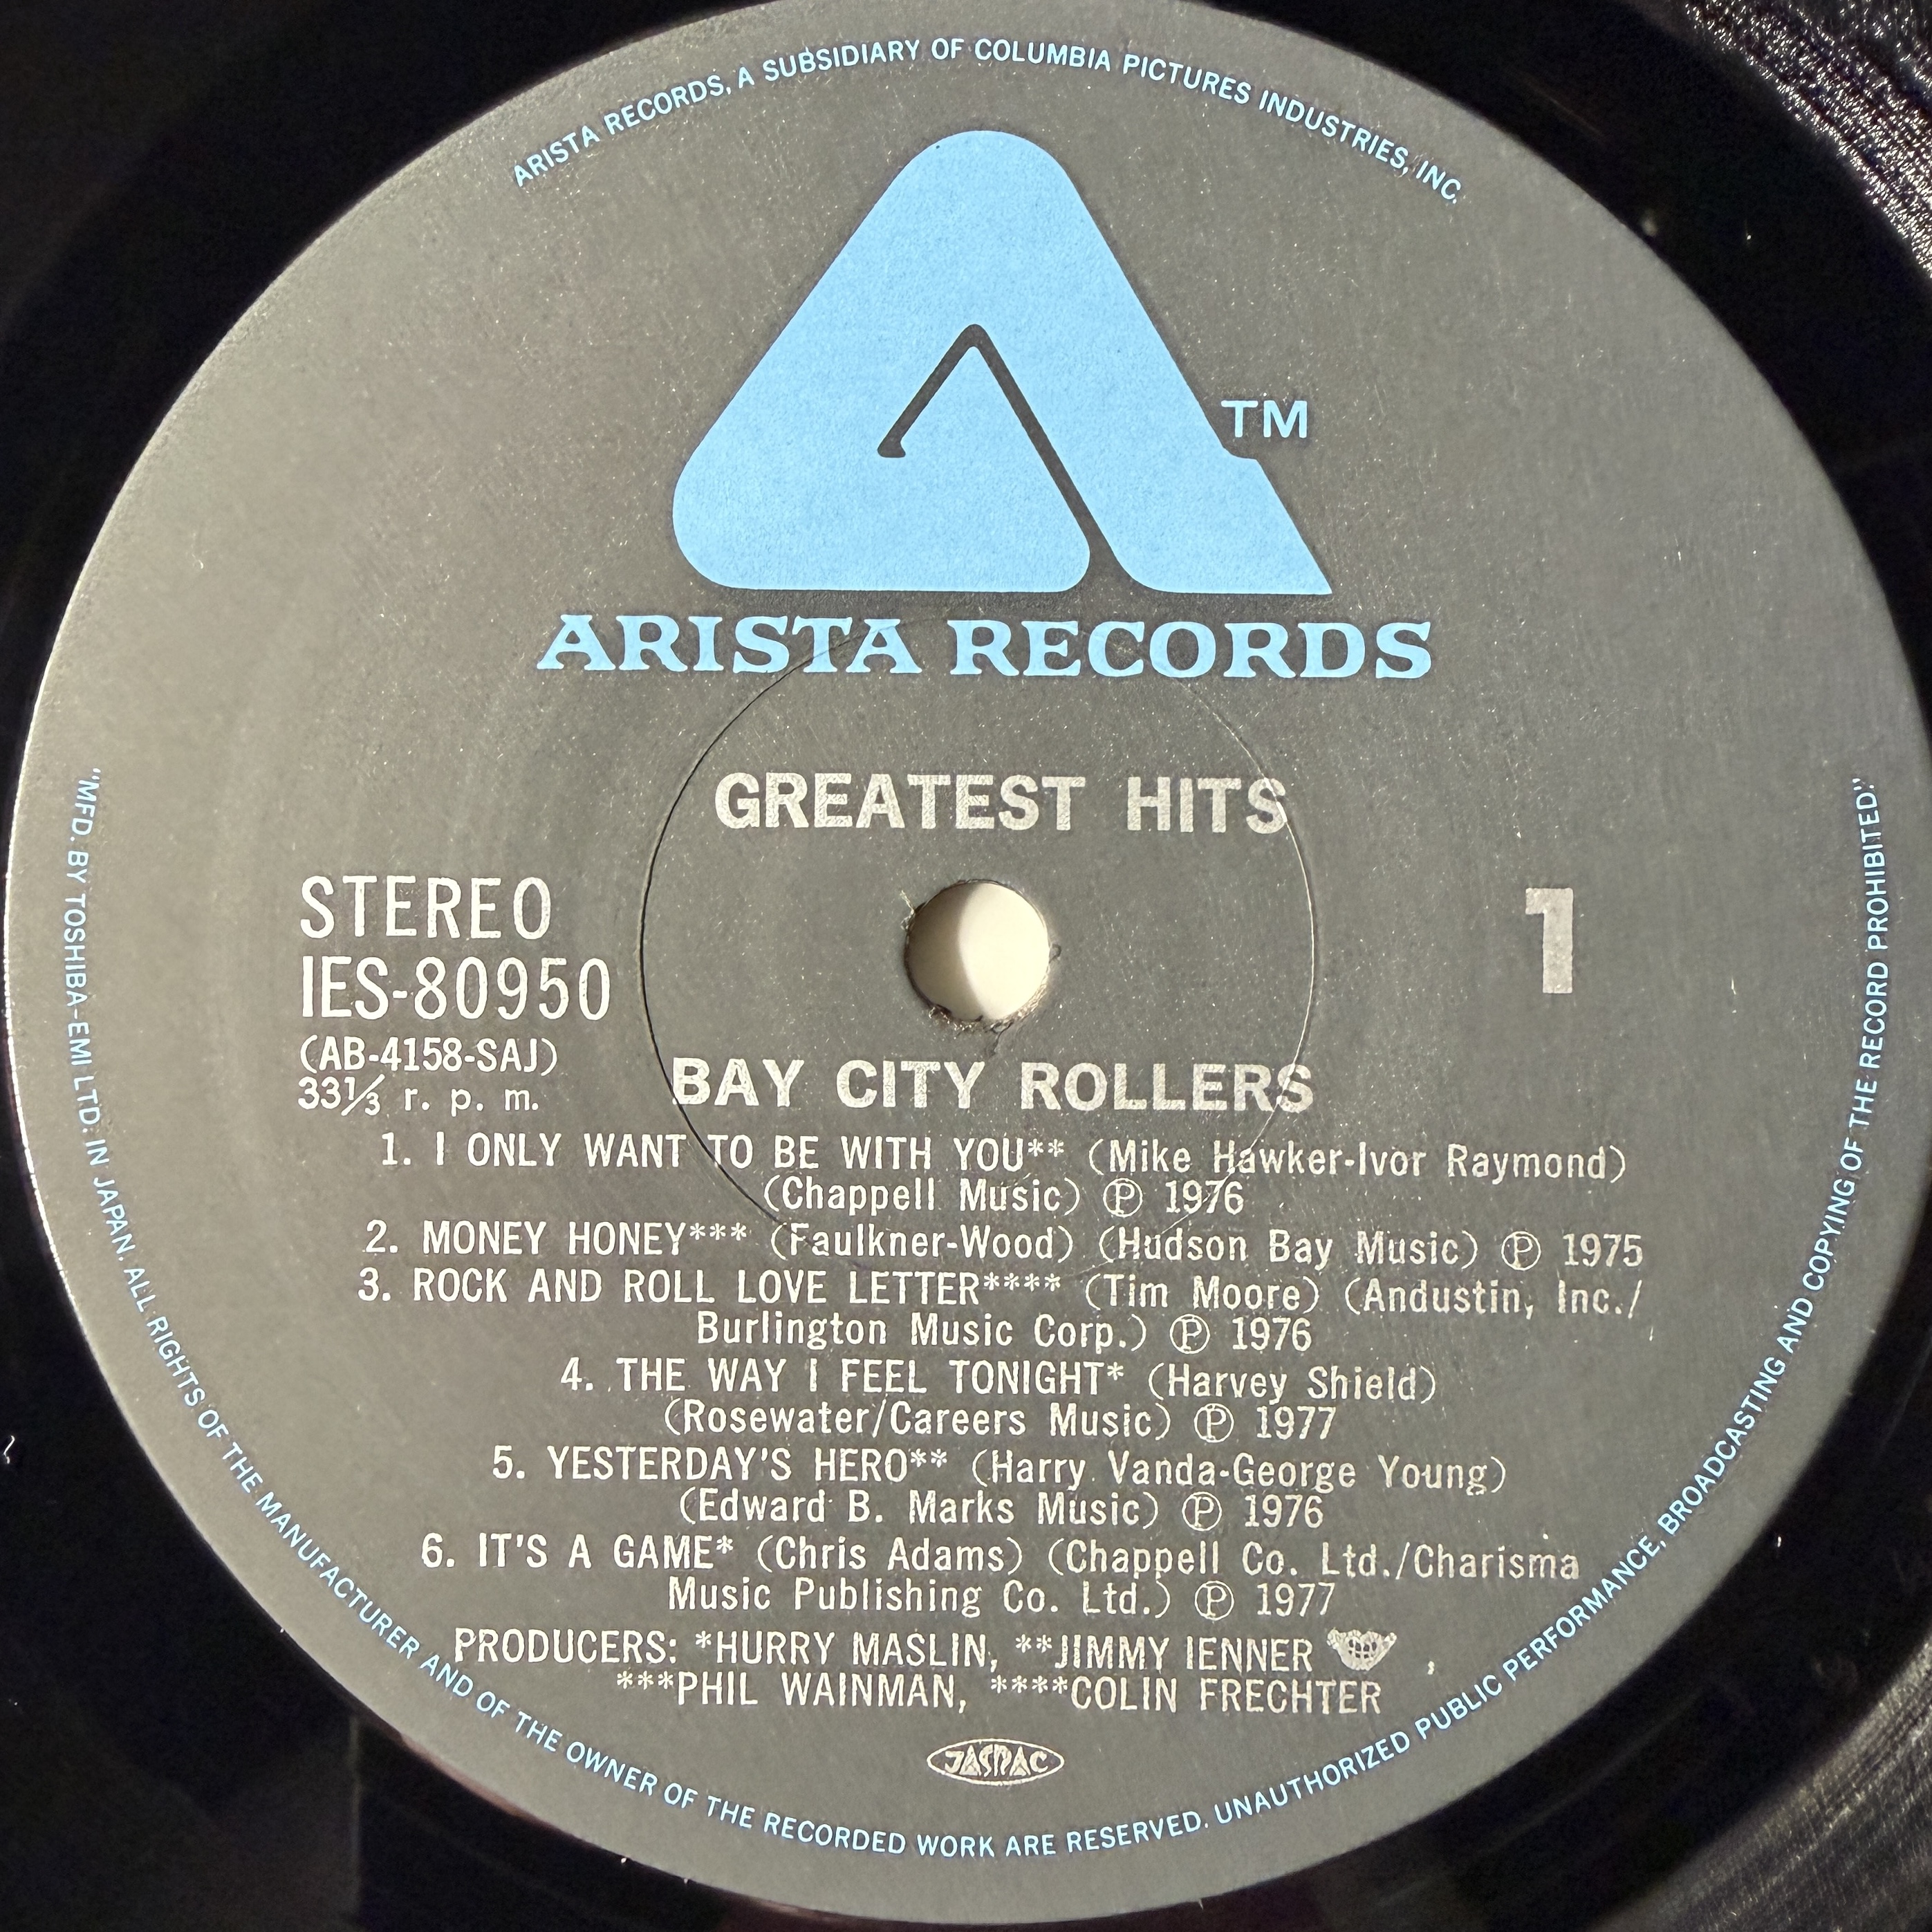 ARISTA RECORDS, A SUBSIDIARY OF COLUMBIA PICTURES INDUSTRIES, INC.
TM
ARISTA RECORDS
GREATEST HITS
STEREO
IES-80950
(AB-4158-SAJ)
33⅓ r. p. m.
1
BAY CITY ROLLERS
1. I ONLY WANT TO BE WITH YOU** (Mike Hawker-Ivor Raymond)
(Chappell Music) Ⓟ 1976
2. MONEY HONEY*** (Faulkner-Wood) (Hudson Bay Music) Ⓟ 1975
3. ROCK AND ROLL LOVE LETTER**** (Tim Moore) (Andustin, Inc./
Burlington Music Corp.) Ⓟ 1976
4. THE WAY I FEEL TONIGHT* (Harvey Shield)
(Rosewater/Careers Music) Ⓟ 1977
5. YESTERDAY'S HERO** (Harry Vanda-George Young)
(Edward B. Marks Music) Ⓟ 1976
6. IT'S A GAME* (Chris Adams) (Chappell Co. Ltd./Charisma
Music Publishing Co. Ltd.) Ⓟ 1977
PRODUCERS: *HURRY MASLIN, **JIMMY IENNER ,
***PHIL WAINMAN, ****COLIN FRECHTER
JASRAC
"MFD. BY TOSHIBA-EMI LTD. IN JAPAN. ALL RIGHTS OF THE MANUFACTURER AND OF THE OWNER OF THE RECORDED WORK ARE RESERVED. UNAUTHORIZED PUBLIC PERFORMANCE, BROADCASTING AND COPYING OF THE RECORD PROHIBITED."